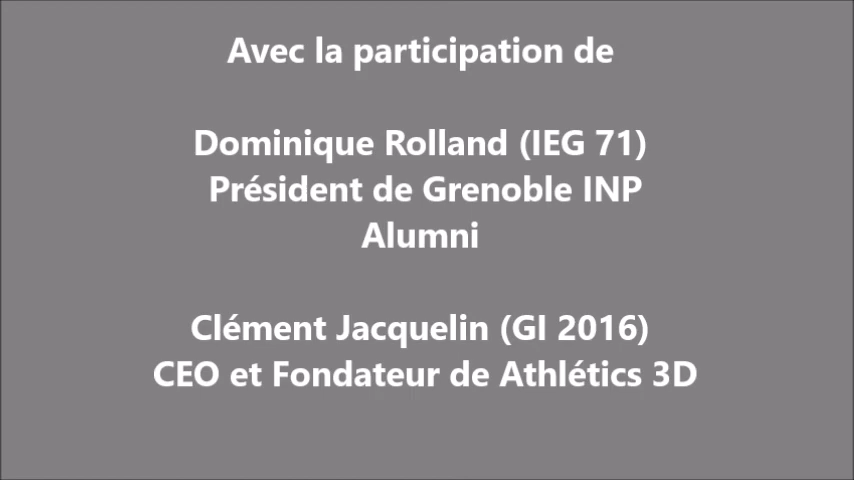 Avec la participation de
Dominique Rolland (IEG 71)
Président de Grenoble INP
Alumni
Clément Jacquelin (GI 2016)
CEO et Fondateur de Athlétics 3D